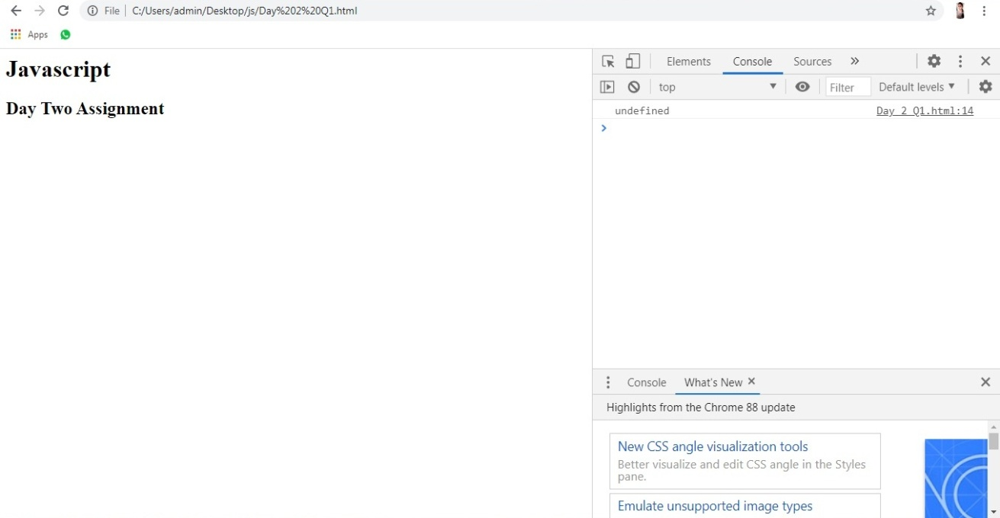 File C:/Users/admin/Desktop/js/Day%202%20Q1.html
Apps
Javascript
Day Two Assignment
Elements Console Sources »
top Filter Default levels
undefined Day 2 Q1.html:14
Console What's New
Highlights from the Chrome 88 update
New CSS angle visualization tools
Better visualize and edit CSS angle in the Styles
pane.
Emulate unsupported image types